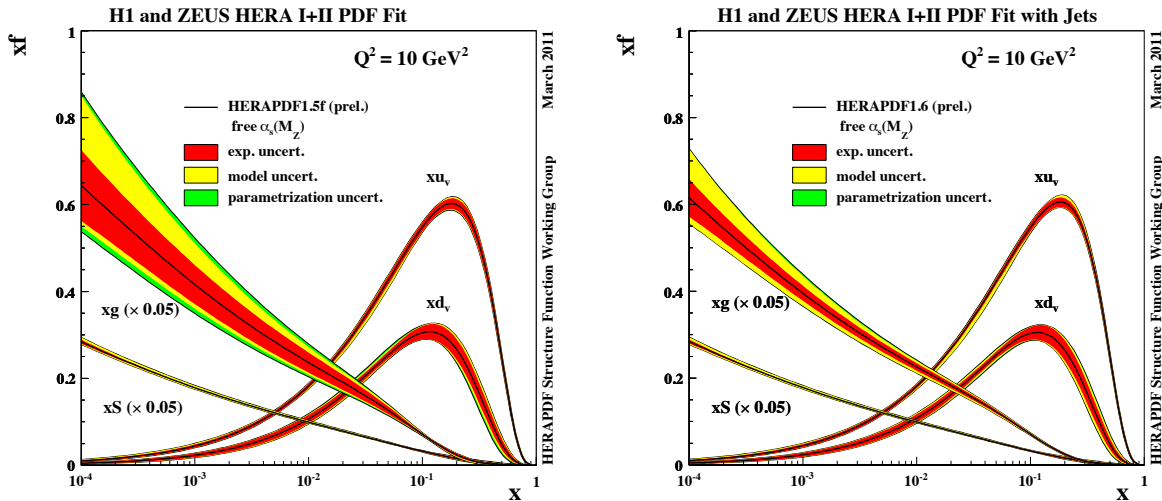 H1 and ZEUS HERA I+II PDF Fit
xf
1
0.8
0.6
0.4
0.2
0
Q² = 10 GeV²
HERAPDF1.5f (prel.)
free αₛ(M_Z)
exp. uncert.
model uncert.
parametrization uncert.
xuᵥ
xdᵥ
xg (× 0.05)
xS (× 0.05)
10⁻⁴
10⁻³
10⁻²
10⁻¹
1
x
HERAPDF Structure Function Working Group March 2011
H1 and ZEUS HERA I+II PDF Fit with Jets
xf
1
0.8
0.6
0.4
0.2
0
Q² = 10 GeV²
HERAPDF1.6 (prel.)
free αₛ(M_Z)
exp. uncert.
model uncert.
parametrization uncert.
xuᵥ
xdᵥ
xg (× 0.05)
xS (× 0.05)
10⁻⁴
10⁻³
10⁻²
10⁻¹
1
x
HERAPDF Structure Function Working Group March 2011